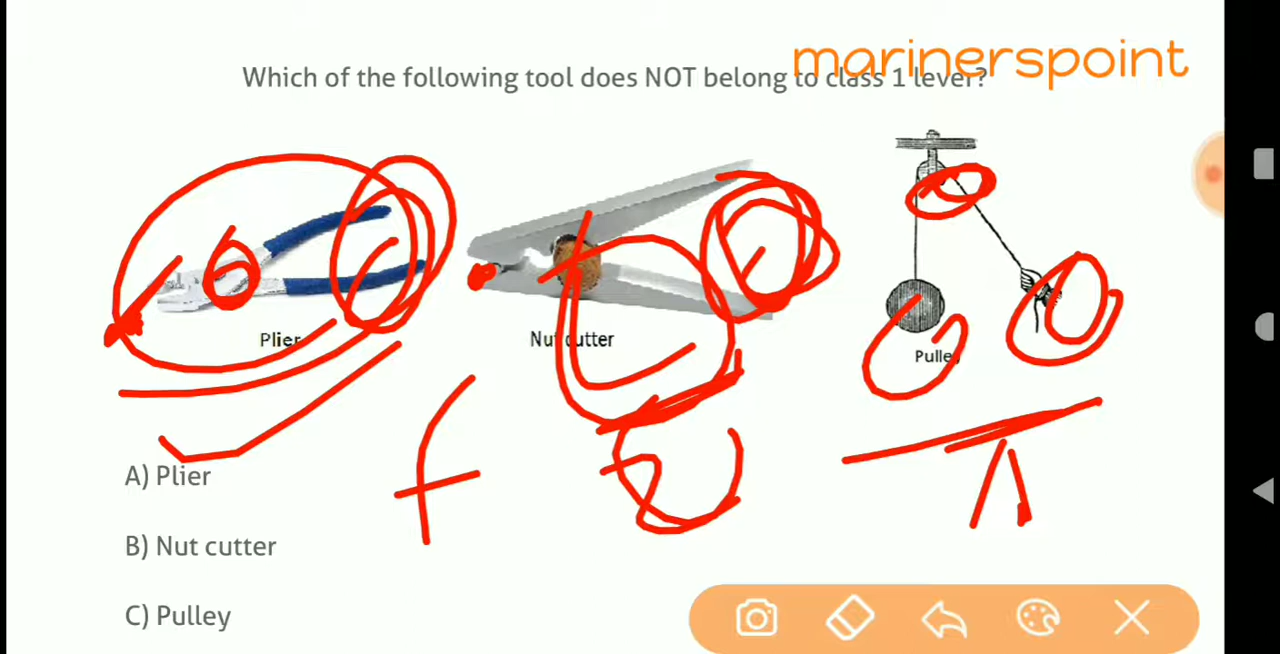 marinerspoint
Which of the following tool does NOT belong to class 1 lever?
Plier
Nut cutter
Pulley
A) Plier
B) Nut cutter
C) Pulley